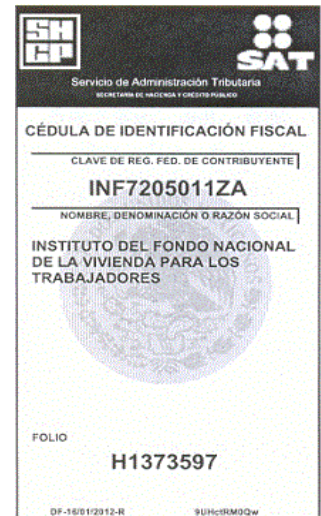 SH
CP
SAT
Servicio de Administración Tributaria
SECRETARIA DE HACIENDA Y CRÉDITO PÚBLICO
CÉDULA DE IDENTIFICACIÓN FISCAL
CLAVE DE REG. FED. DE CONTRIBUYENTE
INF7205011ZA
NOMBRE, DENOMINACIÓN O RAZÓN SOCIAL
INSTITUTO DEL FONDO NACIONAL
DE LA VIVIENDA PARA LOS
TRABAJADORES
FOLIO
H1373597
DF-16/01/2012-R 9UHctRM0Qw